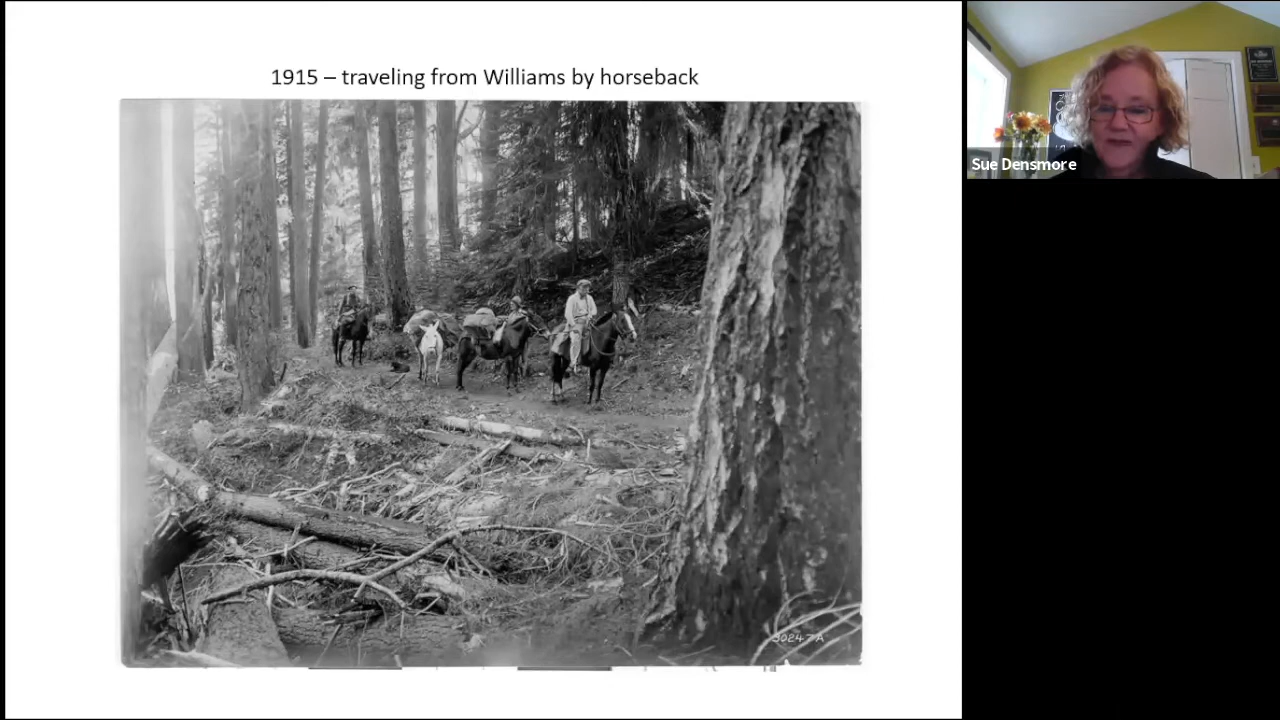 1915 – traveling from Williams by horseback
Sue Densmore
30247A